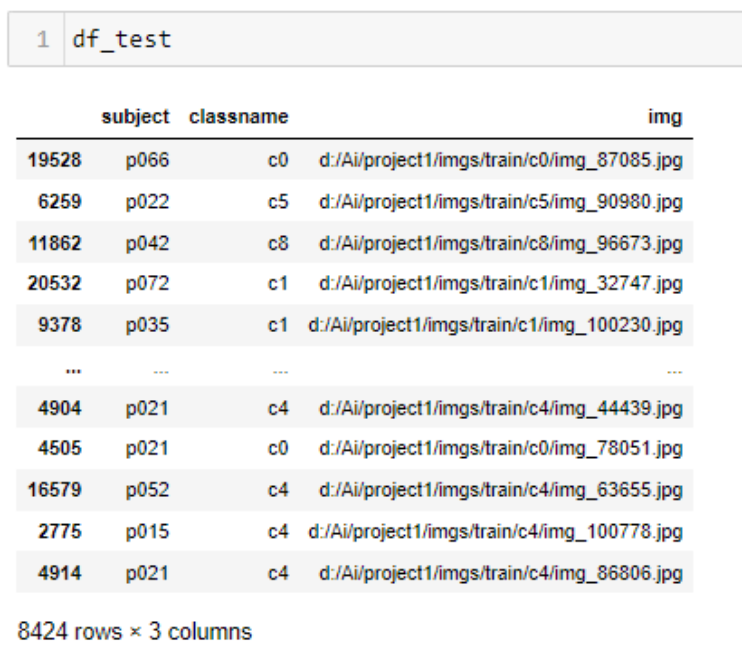 1 df_test
subject classname img
19528 p066 c0 d:/Ai/project1/imgs/train/c0/img_87085.jpg
6259 p022 c5 d:/Ai/project1/imgs/train/c5/img_90980.jpg
11862 p042 c8 d:/Ai/project1/imgs/train/c8/img_96673.jpg
20532 p072 c1 d:/Ai/project1/imgs/train/c1/img_32747.jpg
9378 p035 c1 d:/Ai/project1/imgs/train/c1/img_100230.jpg
... ... ... ...
4904 p021 c4 d:/Ai/project1/imgs/train/c4/img_44439.jpg
4505 p021 c0 d:/Ai/project1/imgs/train/c0/img_78051.jpg
16579 p052 c4 d:/Ai/project1/imgs/train/c4/img_63655.jpg
2775 p015 c4 d:/Ai/project1/imgs/train/c4/img_100778.jpg
4914 p021 c4 d:/Ai/project1/imgs/train/c4/img_86806.jpg
8424 rows × 3 columns